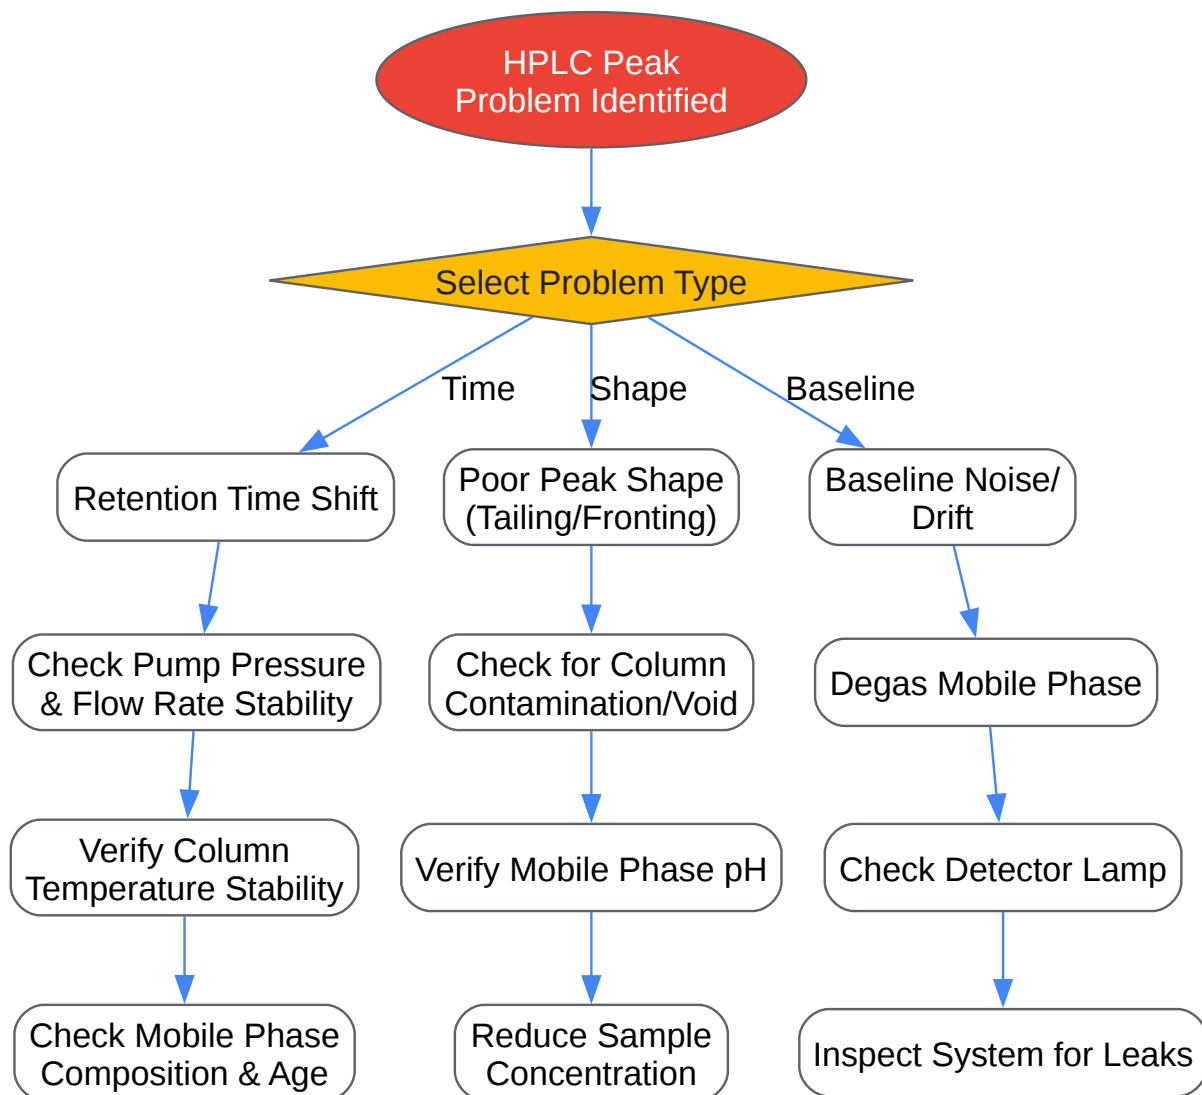 HPLC Peak
Problem Identified
Select Problem Type
Time
Shape
Baseline
Retention Time Shift
Poor Peak Shape
(Tailing/Fronting)
Baseline Noise/
Drift
Check Pump Pressure
& Flow Rate Stability
Check for Column
Contamination/Void
Degas Mobile Phase
Verify Column
Temperature Stability
Verify Mobile Phase pH
Check Detector Lamp
Check Mobile Phase
Composition & Age
Reduce Sample
Concentration
Inspect System for Leaks